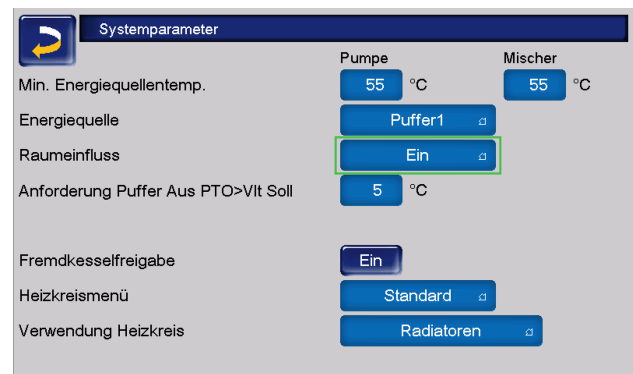 Systemparameter
Pumpe Mischer
Min. Energiequellentemp. 55 °C 55 °C
Energiequelle Puffer1
Raumeinfluss Ein
Anforderung Puffer Aus PTO>Vlt Soll 5 °C
Fremdkesselfreigabe Ein
Heizkreismenü Standard
Verwendung Heizkreis Radiatoren